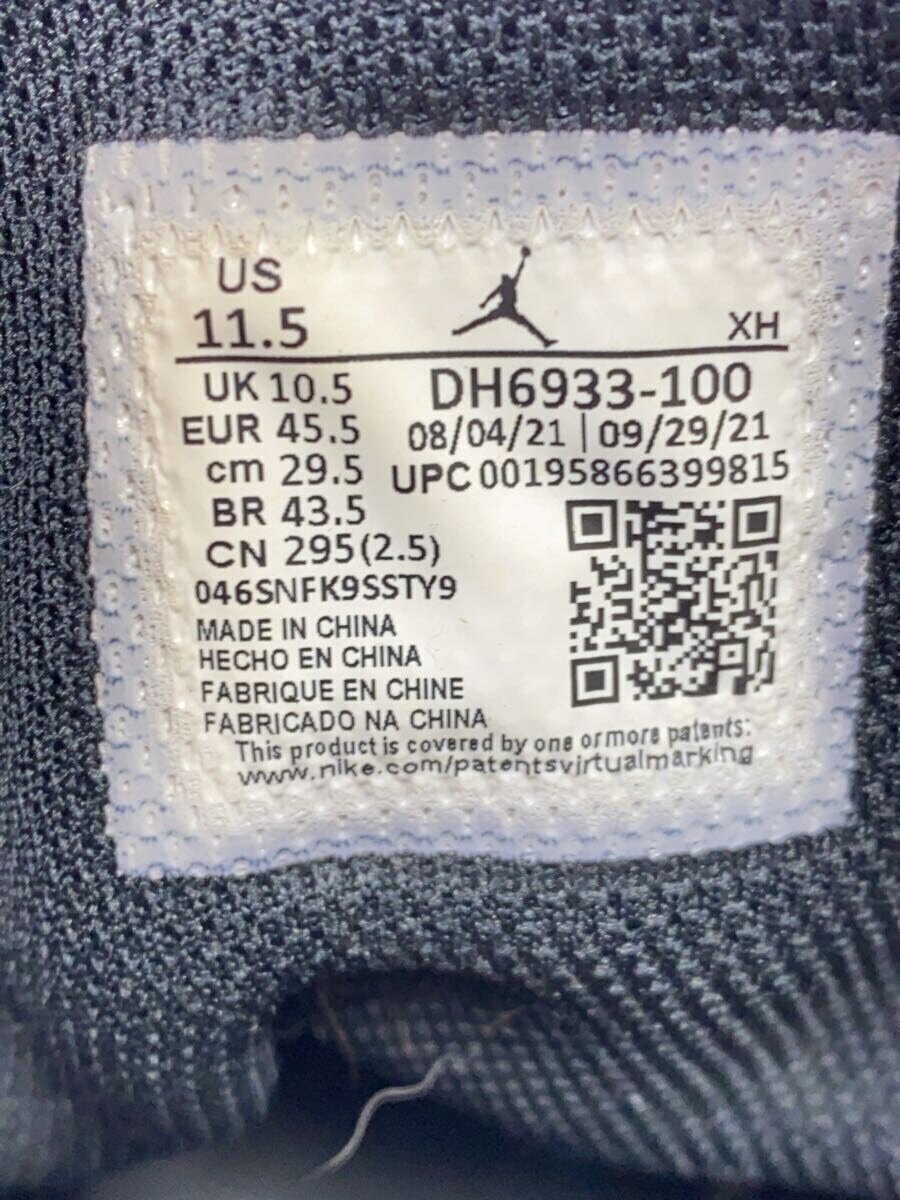 US
11.5
XH
UK 10.5
EUR 45.5
cm 29.5
BR 43.5
CN 295(2.5)
DH6933-100
08/04/21 | 09/29/21
UPC 00195866399815
046SNFK9SSTY9
MADE IN CHINA
HECHO EN CHINA
FABRIQUE EN CHINE
FABRICADO NA CHINA
This product is covered by one or more patents:
www.nike.com/patentsvirtualmarking